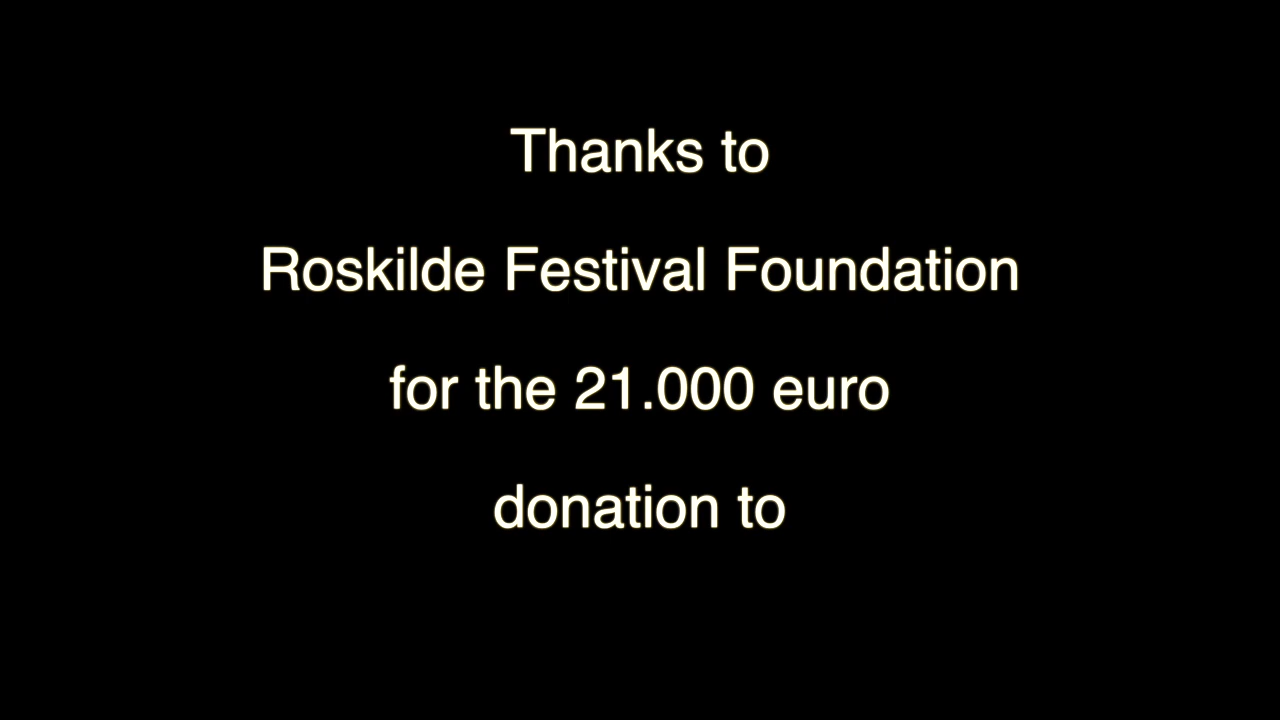 Thanks to
Roskilde Festival Foundation
for the 21.000 euro
donation to